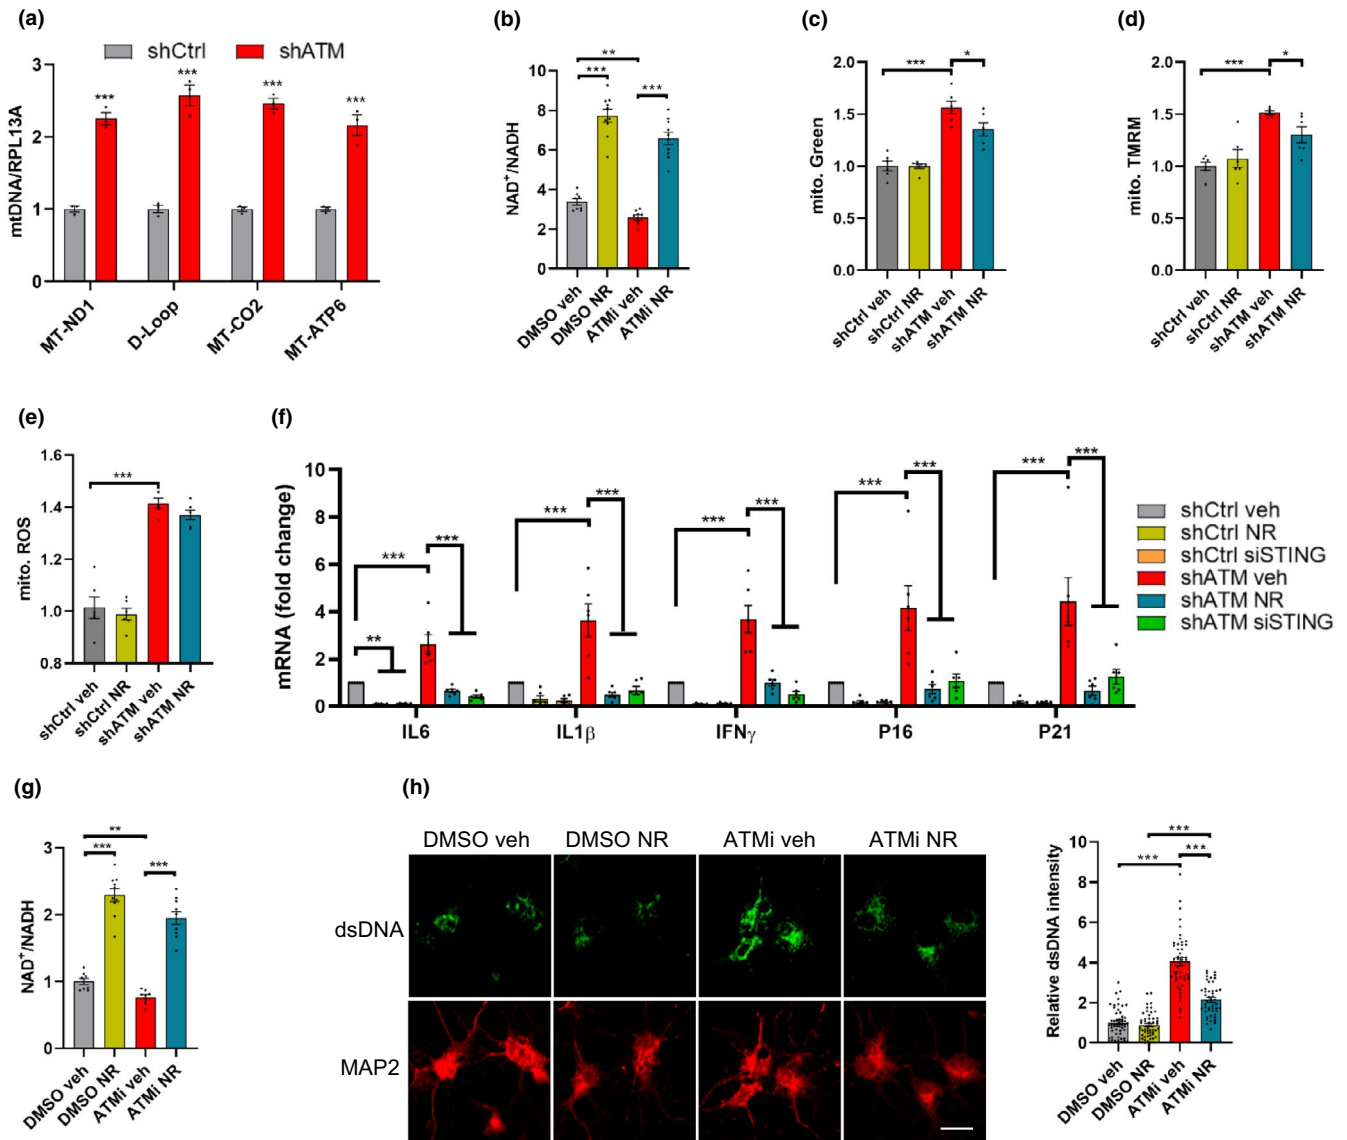 (a)
shCtrl shATM
mtDNA/RPL13A
3
2
1
0
*** *** *** ***
MT-ND1 D-Loop MT-CO2 MT-ATP6
(b)
NAD+/NADH
10
8
6
4
2
0
**
*** ***
DMSO veh DMSO NR ATMi veh ATMi NR
(c)
mito. Green
2.0
1.5
1.0
0.5
0.0
*** *
shCtrl veh shCtrl NR shATM veh shATM NR
(d)
mito. TMRM
2.0
1.5
1.0
0.5
0.0
*** *
shCtrl veh shCtrl NR shATM veh shATM NR
(e)
mito. ROS
1.6
1.4
1.2
1.0
0.8
***
shCtrl veh shCtrl NR shATM veh shATM NR
(f)
mRNA (fold change)
10
8
6
4
2
0
** *** ***
*** ***
*** ***
*** ***
*** ***
IL6 IL1β IFNγ P16 P21
shCtrl veh
shCtrl NR
shCtrl siSTING
shATM veh
shATM NR
shATM siSTING
(g)
NAD+/NADH
3
2
1
0
**
*** ***
DMSO veh DMSO NR ATMi veh ATMi NR
(h)
DMSO veh DMSO NR ATMi veh ATMi NR
dsDNA
MAP2
Relative dsDNA intensity
10
8
6
4
2
0
***
*** ***
DMSO veh DMSO NR ATMi veh ATMi NR